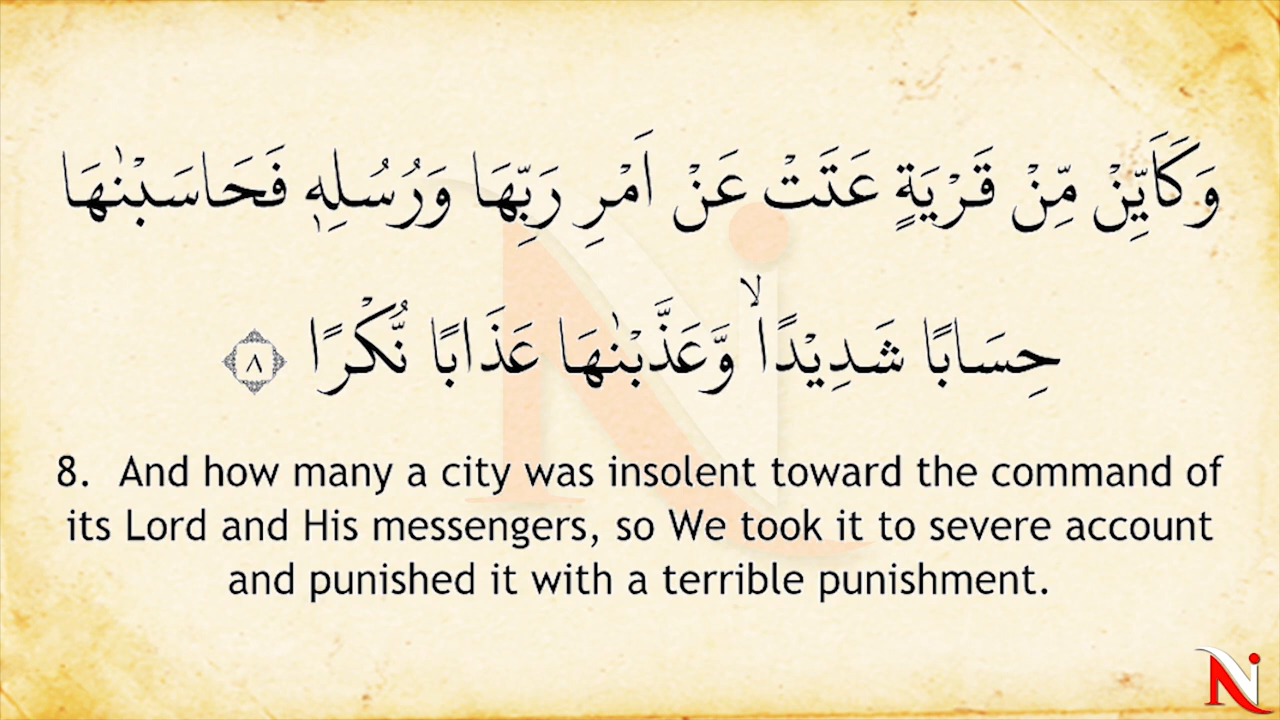 وَكَاَيِّنْ مِّنْ قَرْيَةٍ عَتَتْ عَنْ اَمْرِ رَبِّهَا وَرُسُلِهٖ فَحَاسَبْنٰهَا
حِسَابًا شَدِيْدًاۙ وَّعَذَّبْنٰهَا عَذَابًا نُّكْرًا ۸
8. And how many a city was insolent toward the command of
its Lord and His messengers, so We took it to severe account
and punished it with a terrible punishment.